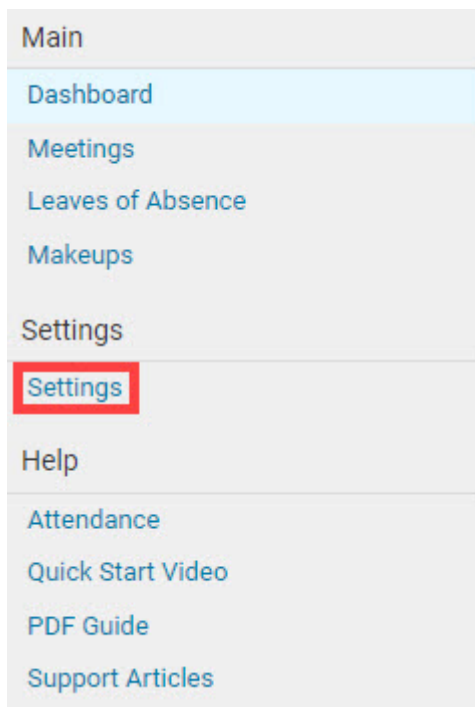 Main
Dashboard
Meetings
Leaves of Absence
Makeups
Settings
Settings
Help
Attendance
Quick Start Video
PDF Guide
Support Articles